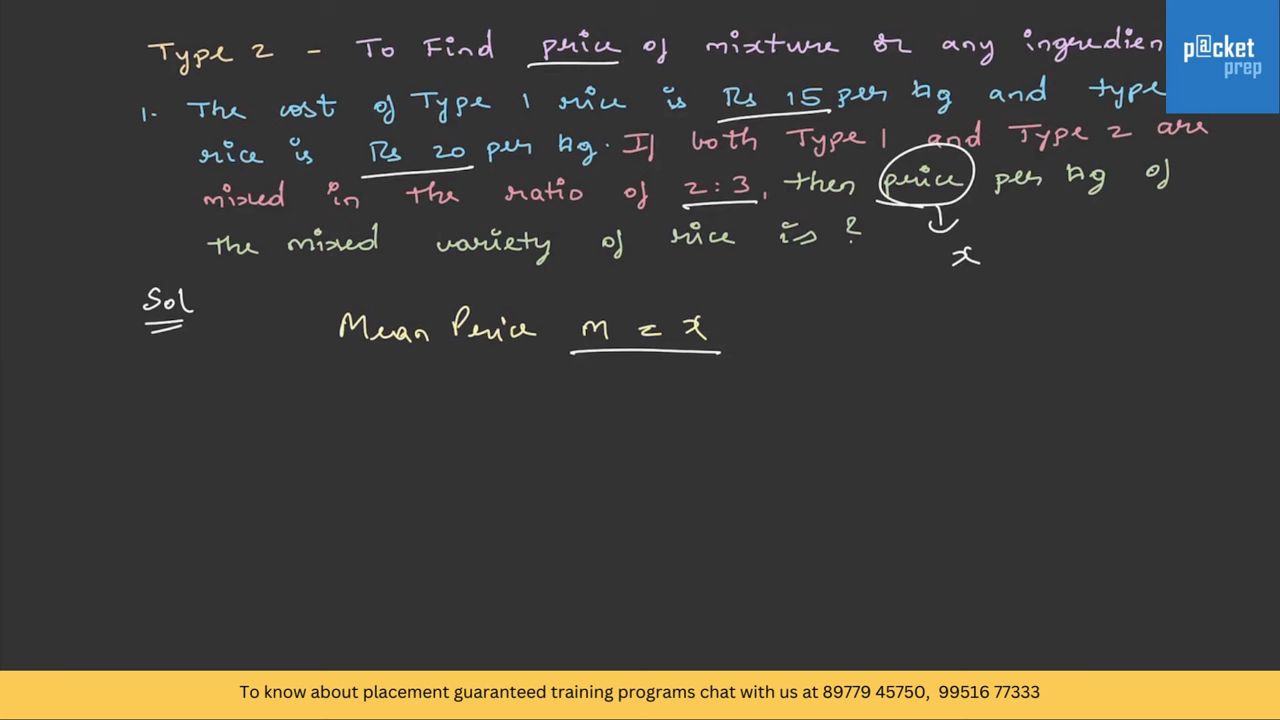 Type 2 - To Find price of mixture or any ingredien
p@cket
prep
1. The cost of Type 1 rice is Rs 15 per kg and type
rice is Rs 20 per kg. If both Type 1 and Type 2 are
mixed in the ratio of 2:3, then price per kg of
the mixed variety of rice is?
x
Sol
Mean Price m = x
To know about placement guaranteed training programs chat with us at 89779 45750, 99516 77333